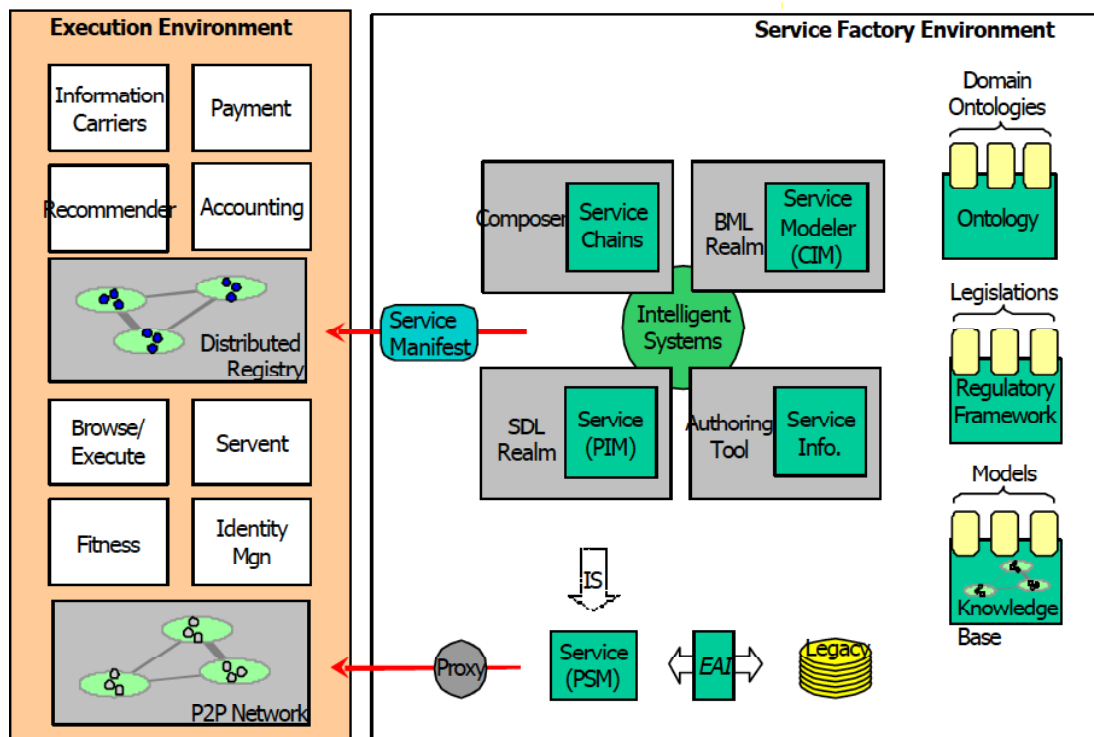 Execution Environment
Information
Carriers
Payment
Recommender
Accounting
Distributed
Registry
Browse/
Execute
Servent
Fitness
Identity
Mgn
P2P Network
Service Factory Environment
Domain
Ontologies
Ontology
Composer
Service
Chains
BML
Realm
Service
Modeler
(CIM)
Intelligent
Systems
Service
Manifest
Legislations
Regulatory
Framework
SDL
Realm
Service
(PIM)
Authoring
Tool
Service
Info.
Models
Knowledge
Base
IS
Proxy
Service
(PSM)
EAI
Legacy